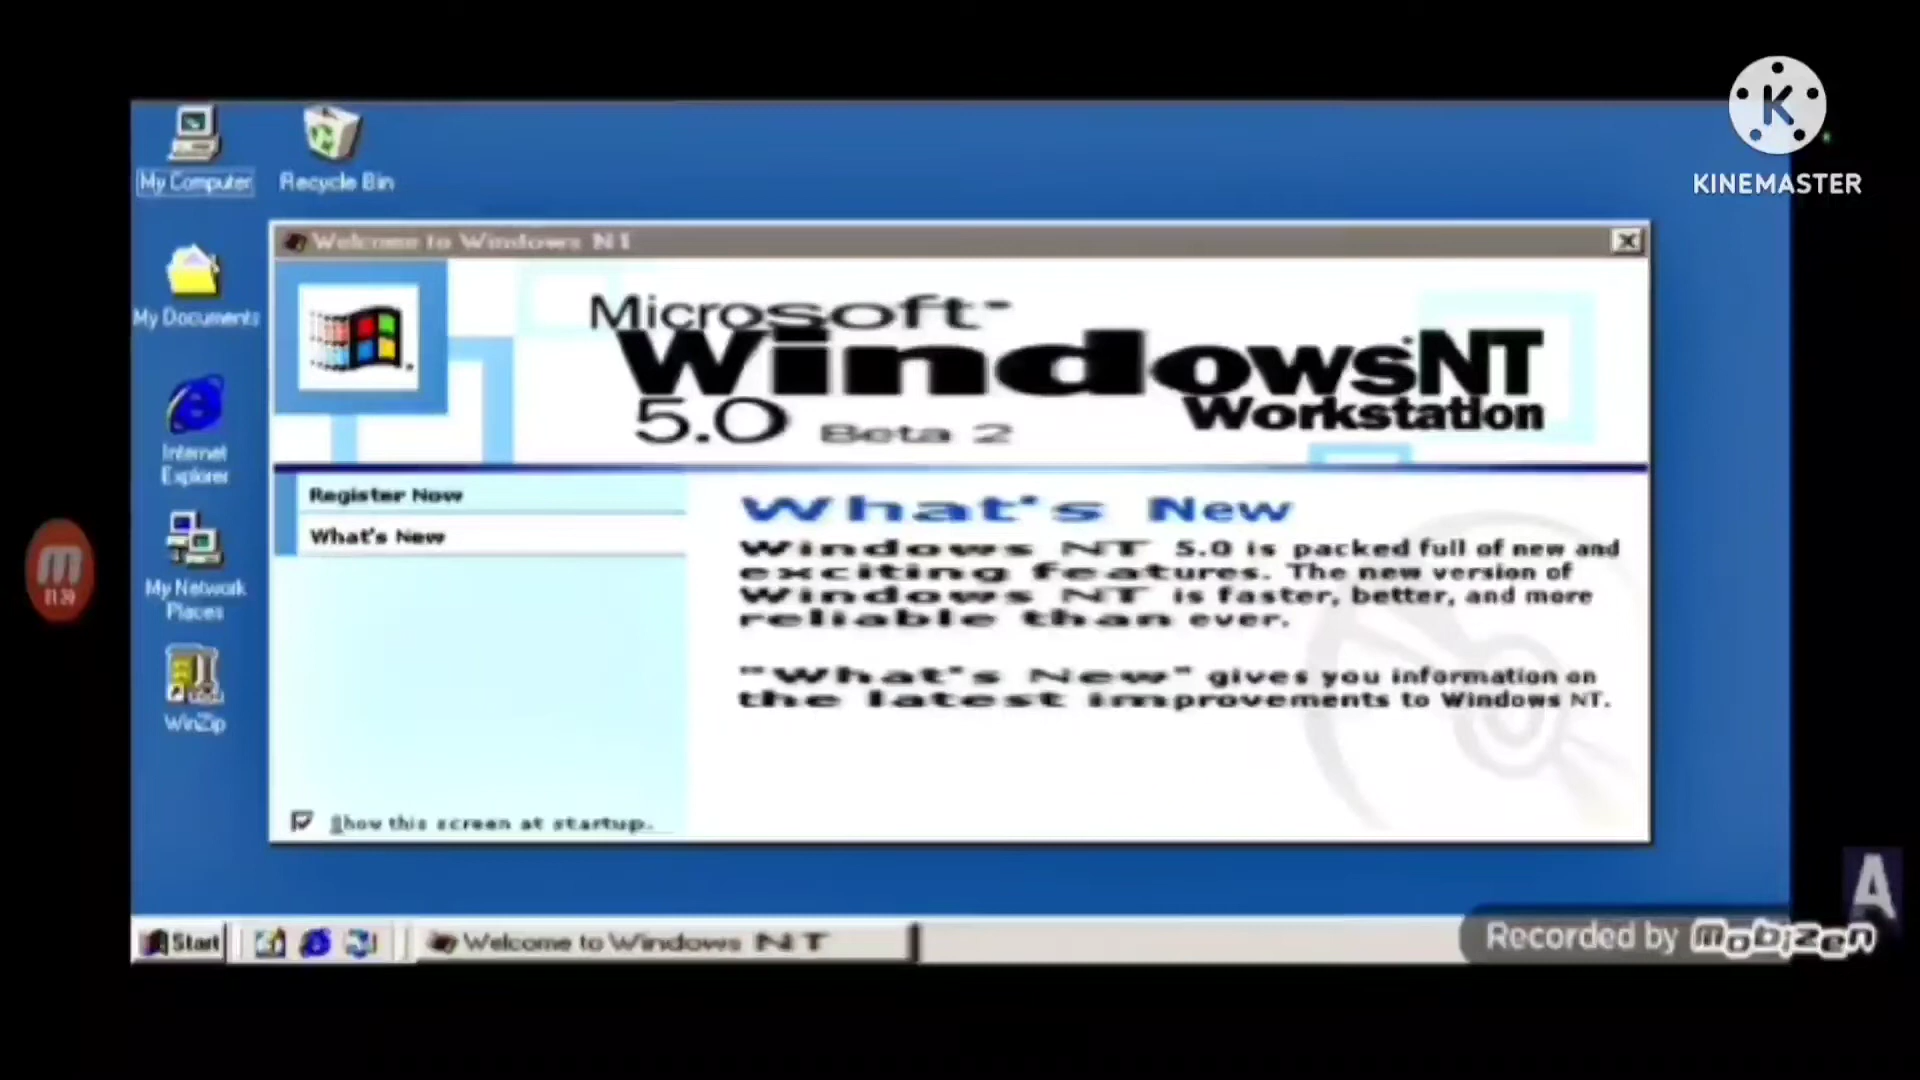 My Computer
Recycle Bin
My Documents
Internet
Explorer
My Network
Places
WinZip
Welcome to Windows NT
Microsoft
Windows NT
Workstation
5.0 Beta 2
Register Now
What's New
What's New
Windows NT 5.0 is packed full of new and
exciting features. The new version of
Windows NT is faster, better, and more
reliable than ever.
"What's New" gives you information on
the latest improvements to Windows NT.
Show this screen at startup.
Start
Welcome to Windows NT
K
KINEMASTER
A
Recorded by mobizen